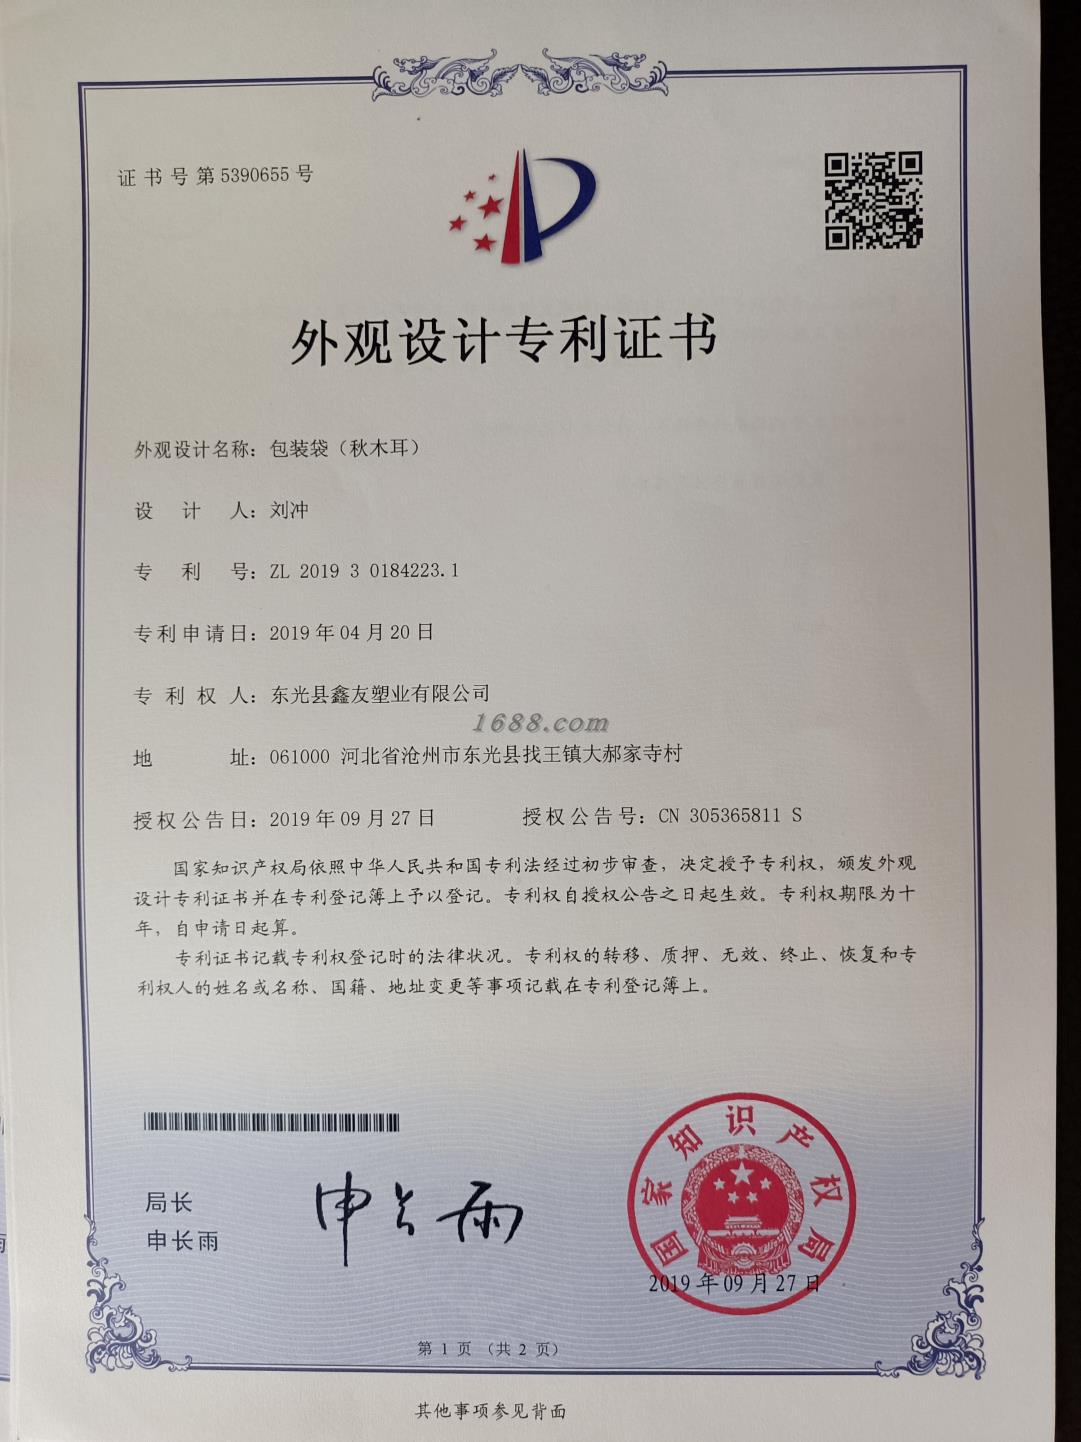 证书号第5390655号
外观设计专利证书
外观设计名称：包装袋（秋木耳）
设计人：刘冲
专利号：ZL 2019 3 0184223.1
专利申请日：2019年04月20日
专利权人：东光县鑫友塑业有限公司
1688.com
地址：061000 河北省沧州市东光县找王镇大郝家寺村
授权公告日：2019年09月27日 授权公告号：CN 305365811 S
国家知识产权局依照中华人民共和国专利法经过初步审查，决定授予专利权，颁发外观
设计专利证书并在专利登记簿上予以登记。专利权自授权公告之日起生效。专利权期限为十
年，自申请日起算。
专利证书记载专利权登记时的法律状况。专利权的转移、质押、无效、终止、恢复和专
利权人的姓名或名称、国籍、地址变更等事项记载在专利登记簿上。
局长
申长雨
申长雨
国家知识产权局
2019年09月27日
第 1 页 （共 2 页）
其他事项参见背面